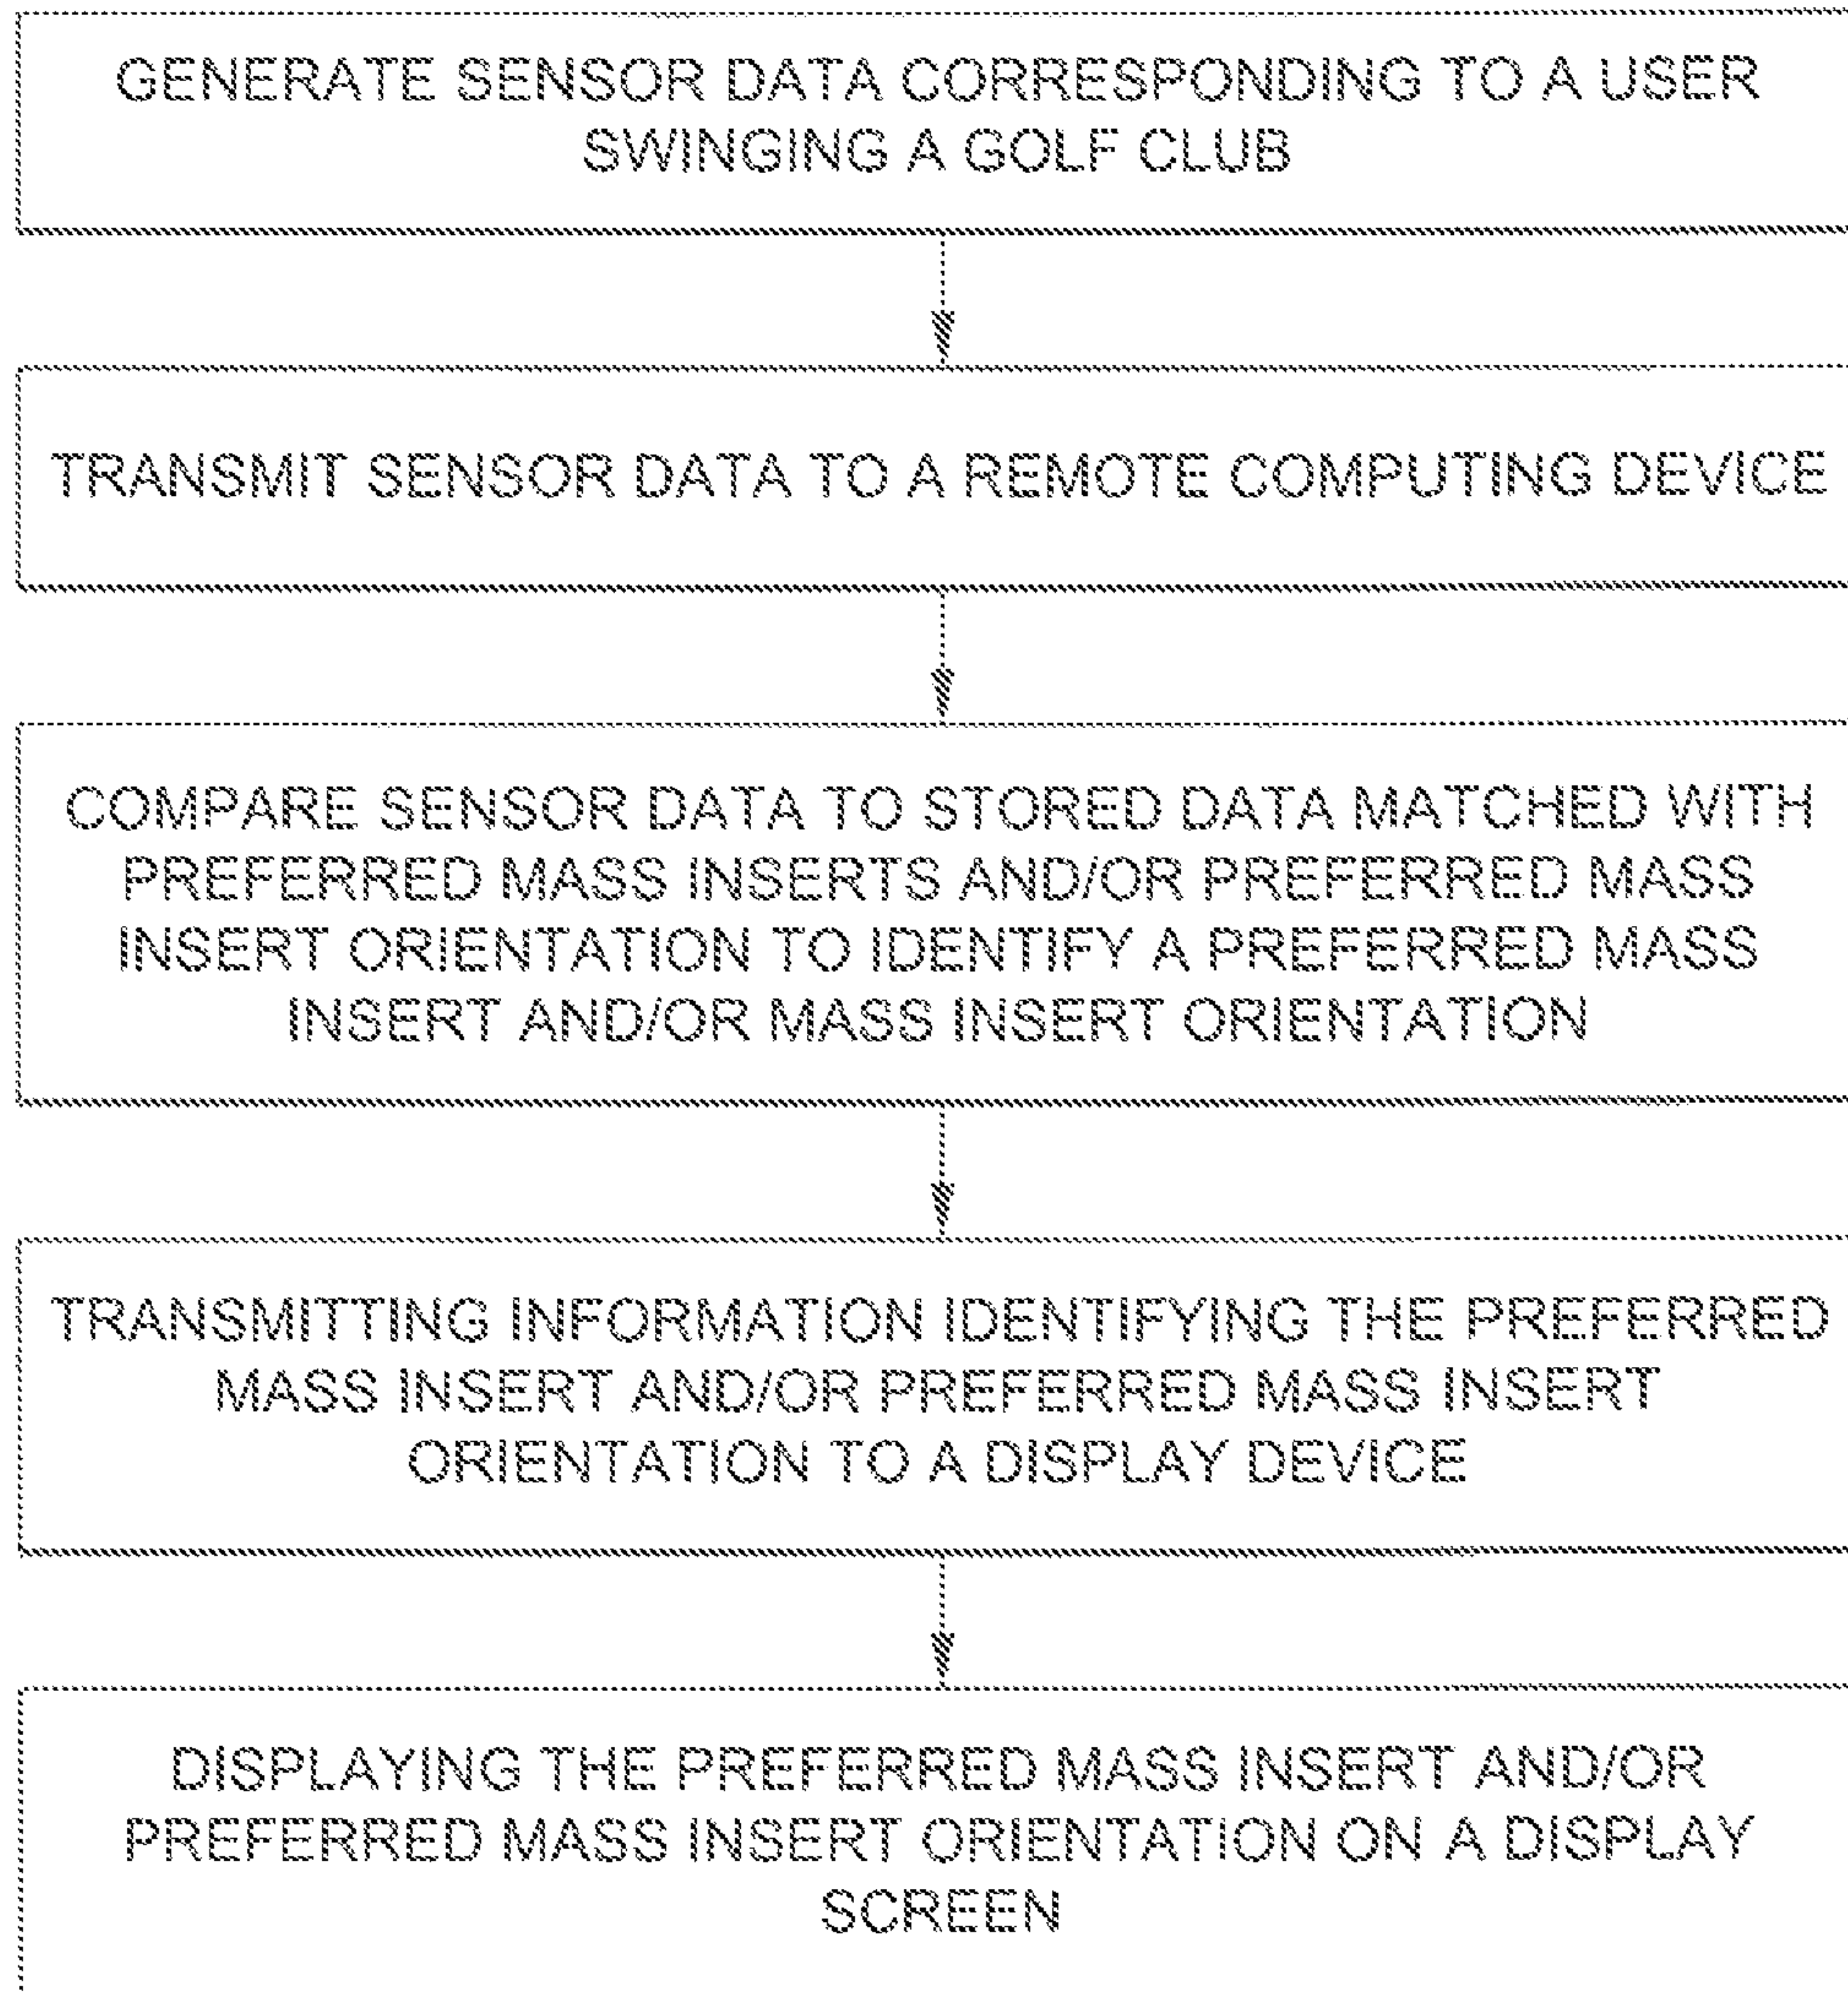 GENERATE SENSOR DATA CORRESPONDING TO A USER
SWINGING A GOLF CLUB
TRANSMIT SENSOR DATA TO A REMOTE COMPUTING DEVICE
COMPARE SENSOR DATA TO STORED DATA MATCHED WITH
PREFERRED MASS INSERTS AND/OR PREFERRED MASS
INSERT ORIENTATION TO IDENTIFY A PREFERRED MASS
INSERT AND/OR MASS INSERT ORIENTATION
TRANSMITTING INFORMATION IDENTIFYING THE PREFERRED
MASS INSERT AND/OR PREFERRED MASS INSERT
ORIENTATION TO A DISPLAY DEVICE
DISPLAYING THE PREFERRED MASS INSERT AND/OR
PREFERRED MASS INSERT ORIENTATION ON A DISPLAY
SCREEN